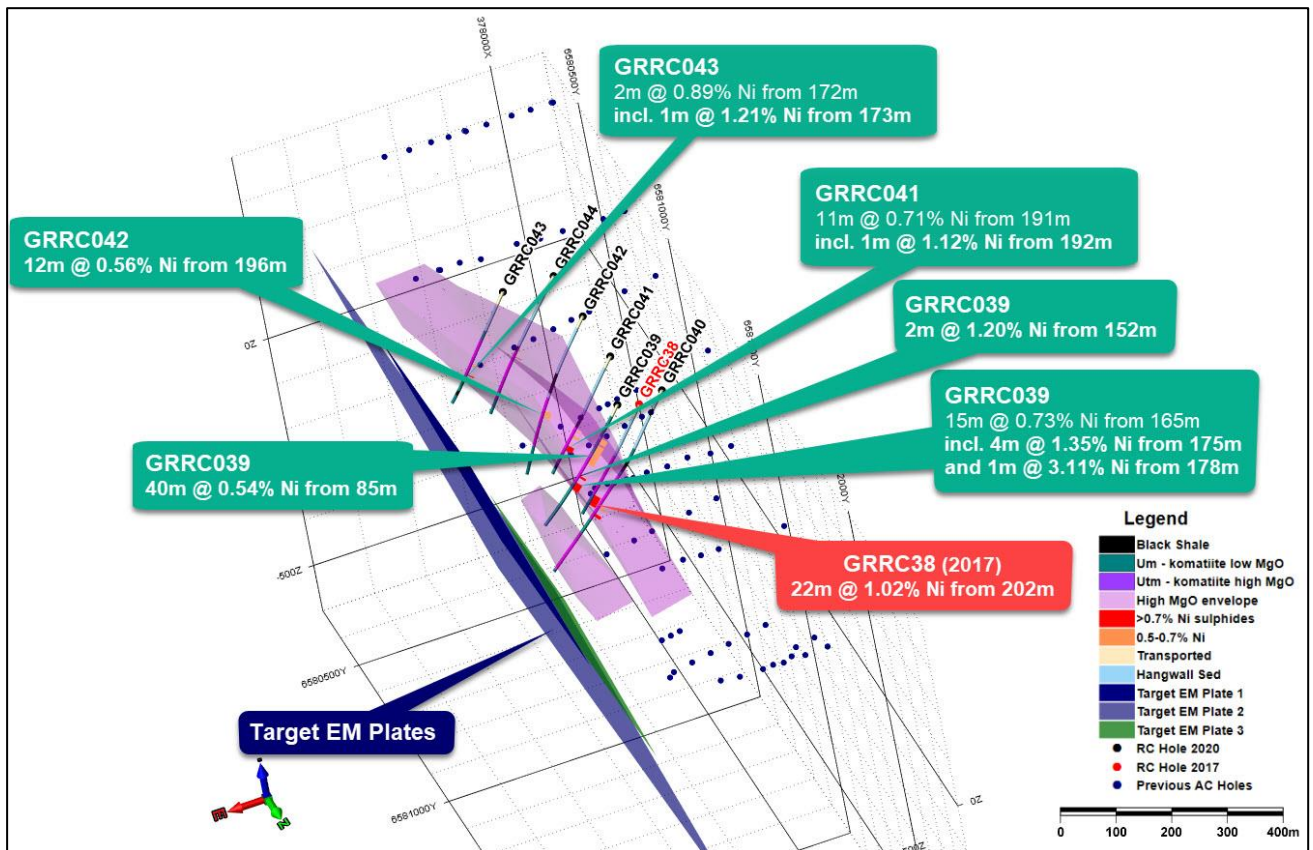 GRRC043
2m @ 0.89% Ni from 172m
incl. 1m @ 1.21% Ni from 173m
GRRC041
11m @ 0.71% Ni from 191m
incl. 1m @ 1.12% Ni from 192m
GRRC042
12m @ 0.56% Ni from 196m
GRRC039
2m @ 1.20% Ni from 152m
GRRC039
15m @ 0.73% Ni from 165m
incl. 4m @ 1.35% Ni from 175m
and 1m @ 3.11% Ni from 178m
GRRC039
40m @ 0.54% Ni from 85m
GRRC38 (2017)
22m @ 1.02% Ni from 202m
Target EM Plates
378000X
6580500Y
6581000Y
2000Y
0Z
-500Z
6580500Y
6581000Y
0Z
GRRC043
GRRC044
GRRC042
GRRC041
GRRC039
GRRC38
GRRC040
E
N
Legend
Black Shale
Um - komatiite low MgO
Utm - komatiite high MgO
High MgO envelope
>0.7% Ni sulphides
0.5-0.7% Ni
Transported
Hangwall Sed
Target EM Plate 1
Target EM Plate 2
Target EM Plate 3
RC Hole 2020
RC Hole 2017
Previous AC Holes
0 100 200 300 400m